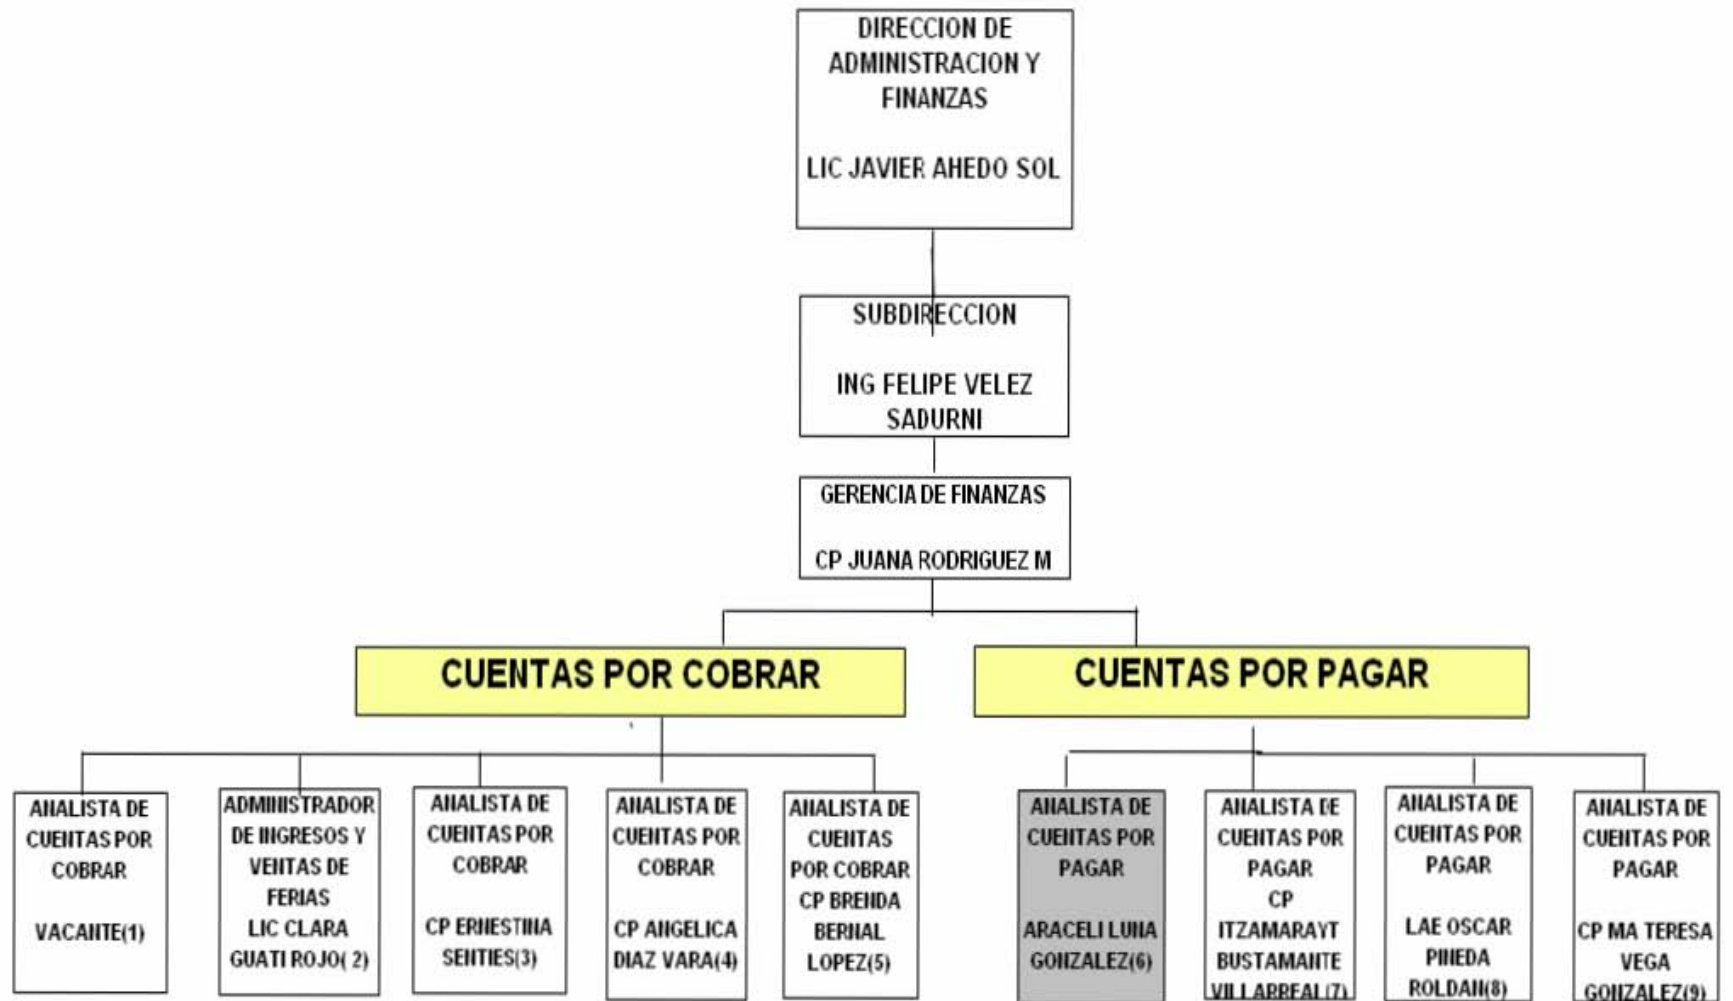 DIRECCION DE
ADMINISTRACION Y
FINANZAS
LIC JAVIER AHEDO SOL
SUBDIRECCION
ING FELIPE VELEZ
SADURNI
GERENCIA DE FINANZAS
CP JUANA RODRIGUEZ M
CUENTAS POR COBRAR
CUENTAS POR PAGAR
ANALISTA DE
CUENTAS POR
COBRAR
VACANTE(1)
ADMINISTRADOR
DE INGRESOS Y
VENTAS DE
FERIAS
LIC CLARA
GUATI ROJO( 2)
ANALISTA DE
CUENTAS POR
COBRAR
CP ERNESTINA
SENTIES(3)
ANALISTA DE
CUENTAS POR
COBRAR
CP ANGELICA
DIAZ VARA(4)
ANALISTA DE
CUENTAS
POR COBRAR
CP BRENDA
BERNAL
LOPEZ(5)
ANALISTA DE
CUENTAS POR
PAGAR
ARACELI LUNA
GONZALEZ(6)
ANALISTA DE
CUENTAS POR
PAGAR
CP
ITZAMARAYT
BUSTAMANTE
VILLARREAL(7)
ANALISTA DE
CUENTAS POR
PAGAR
LAE OSCAR
PINEDA
ROLDAN(8)
ANALISTA DE
CUENTAS POR
PAGAR
CP MA TERESA
VEGA
GONZALEZ(9)